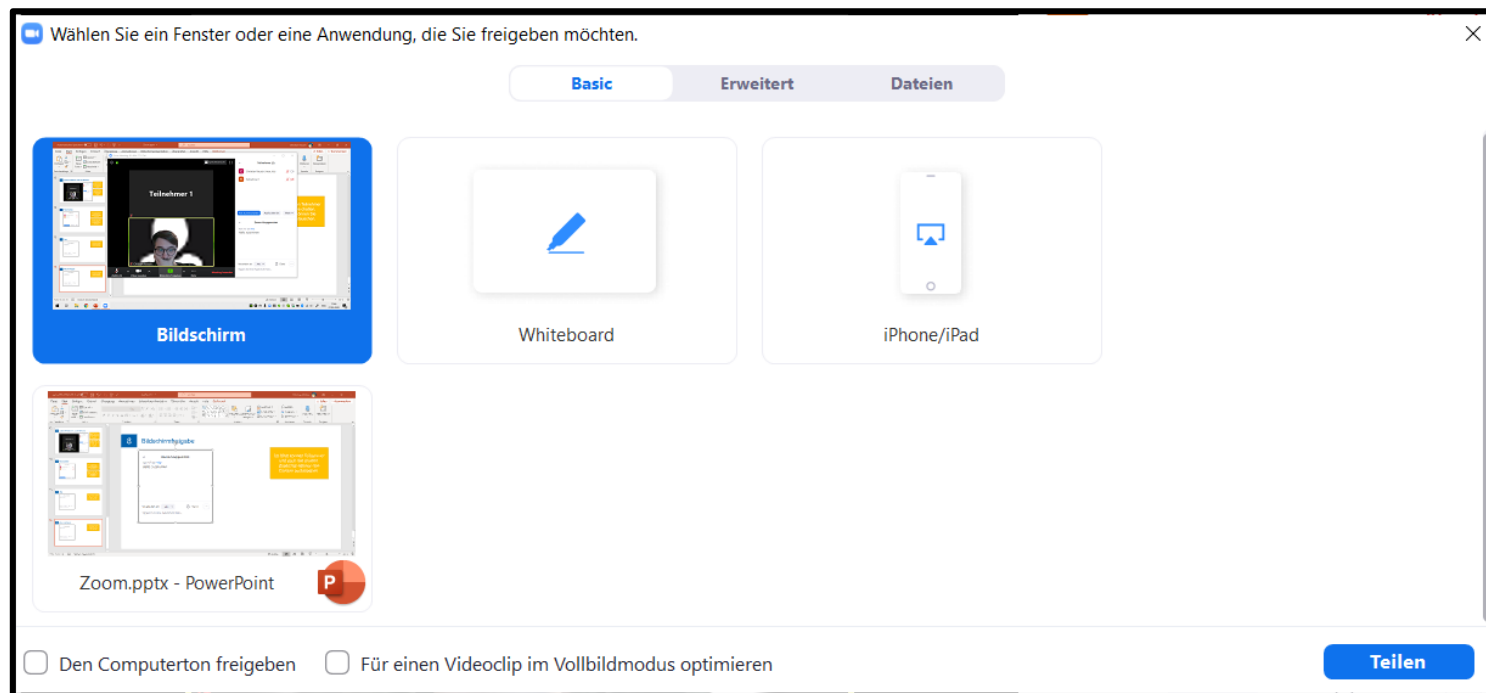 Wählen Sie ein Fenster oder eine Anwendung, die Sie freigeben möchten.
Basic Erweitert Dateien
Teilnehmer 1
Bildschirm Whiteboard iPhone/iPad
8 Bildschirmfreigabe
Zoom.pptx - PowerPoint P
Den Computerton freigeben Für einen Videoclip im Vollbildmodus optimieren Teilen